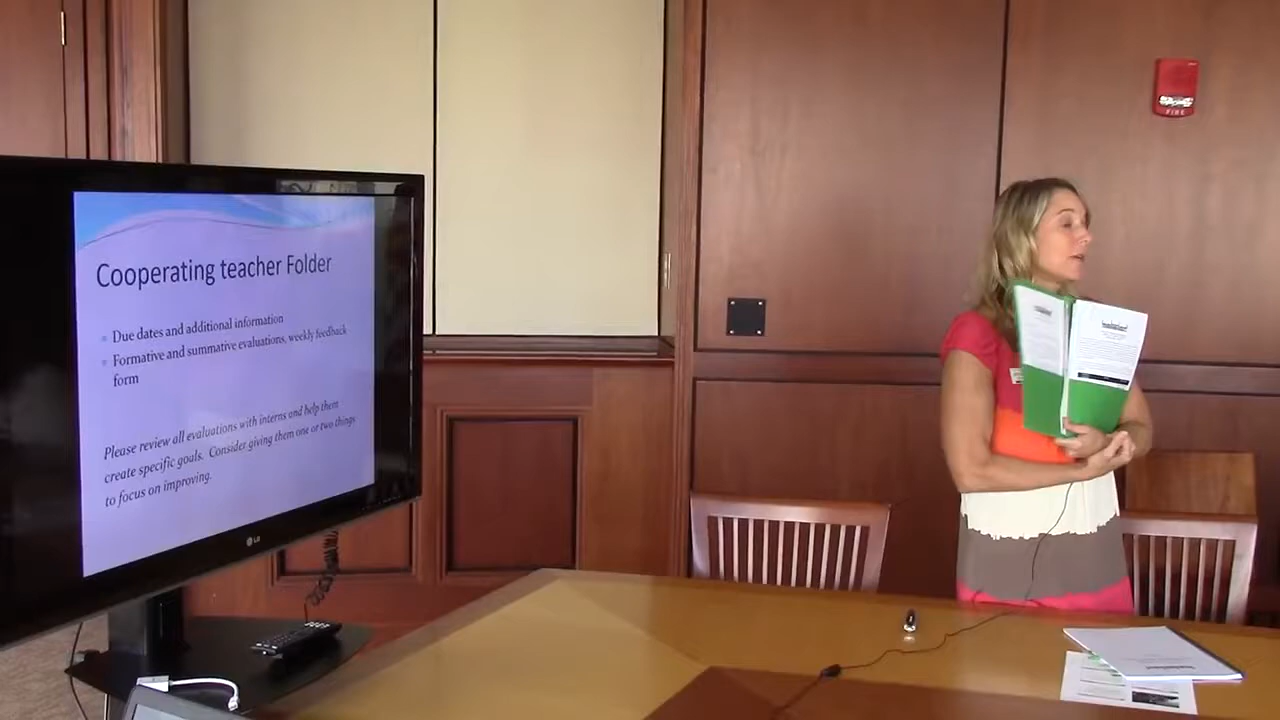 Cooperating teacher Folder
Due dates and additional information
Formative and summative evaluations, weekly feedback
form
Please review all evaluations with interns and help them
create specific goals. Consider giving them one or two things
to focus on improving.
LG
FIRE